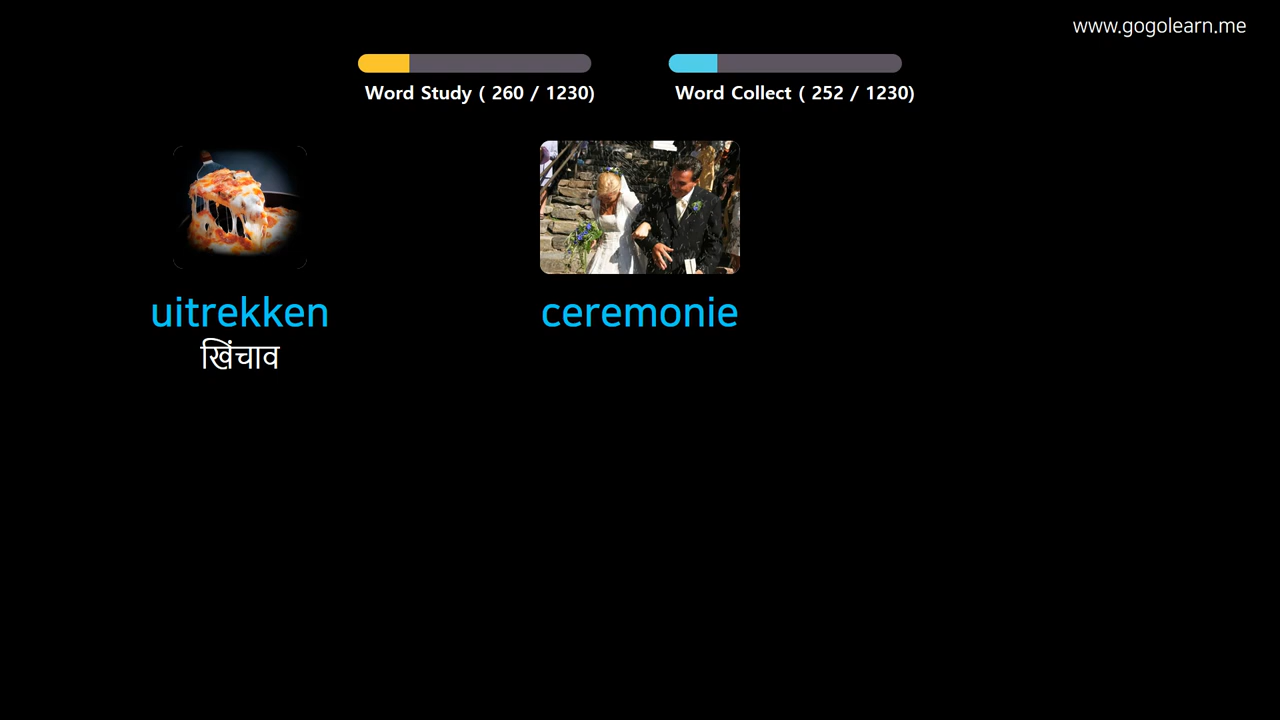 www.gogolearn.me
Word Study ( 260 / 1230)
Word Collect ( 252 / 1230)
uitrekken
ceremonie
खिंचाव